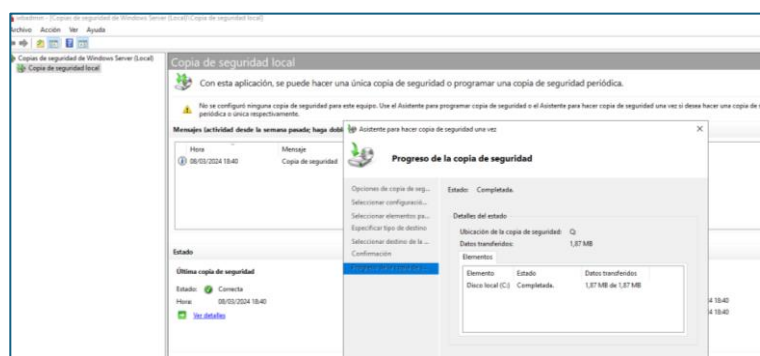 wbadmin - [Copias de seguridad de Windows Server (Local)\Copia de seguridad local]
Archivo Acción Ver Ayuda
Copias de seguridad de Windows Server (Local)
Copia de seguridad local
Copia de seguridad local
Con esta aplicación, se puede hacer una única copia de seguridad o programar una copia de seguridad periódica.
No se configuró ninguna copia de seguridad para este equipo. Use el Asistente para programar copia de seguridad o el Asistente para hacer copia de seguridad una vez si desea hacer una copia de
periódica o única respectivamente.
Mensajes (actividad desde la semana pasada; haga dobl
Hora Mensaje
08/03/2024 18:40 Copia de seguridad
Asistente para hacer copia de seguridad una vez
Progreso de la copia de seguridad
Opciones de copia de seg...
Seleccionar configuració...
Seleccionar elementos pa...
Especificar tipo de destino
Seleccionar destino de la ...
Confirmación
Progreso de la copia de s...
Estado: Completada.
Detalles del estado
Ubicación de la copia de seguridad:
Datos transferidos: 1,87 MB
Elementos
Elemento Estado Datos transferidos
Disco local (C:) Completada. 1,87 MB de 1,87 MB
Estado
Última copia de seguridad
Estado: Correcta
Hora: 08/03/2024 18:40
Ver detalles
4 18:40
4 18:40